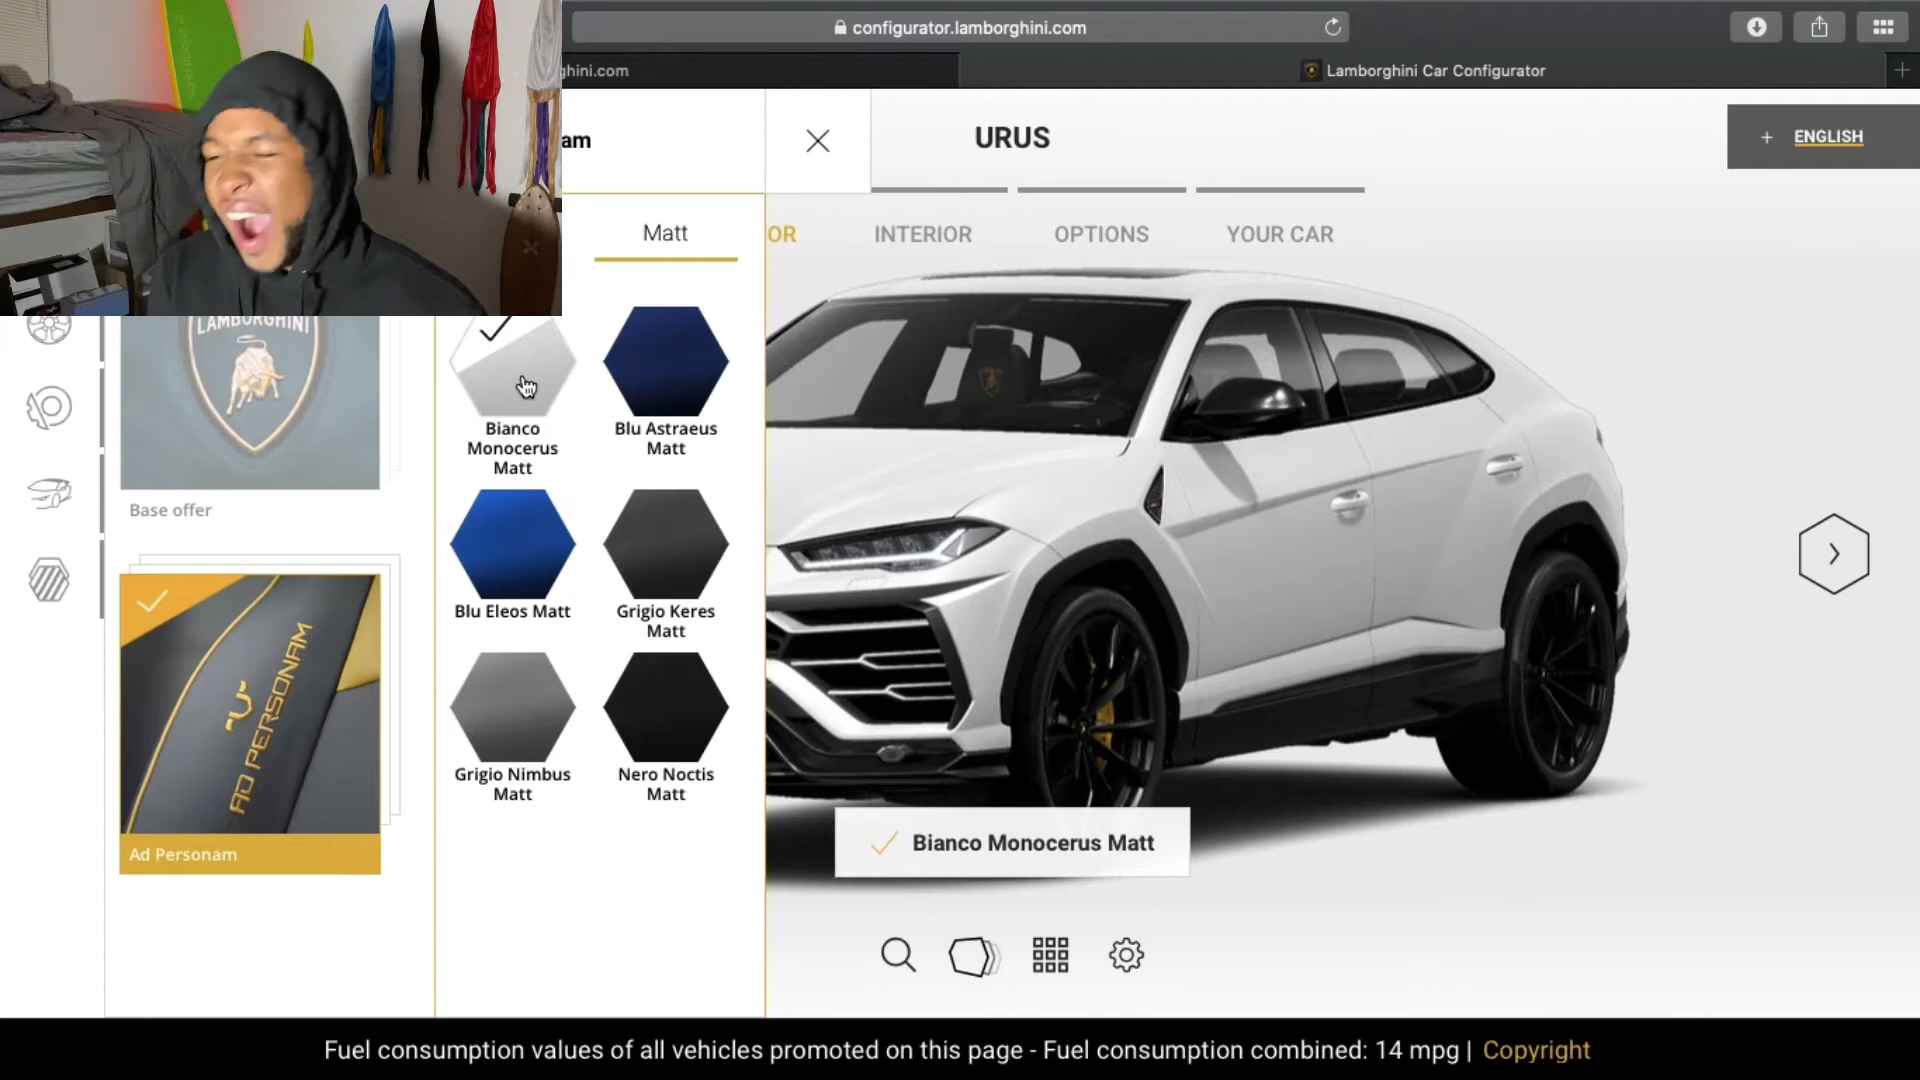 configurator.lamborghini.com
ghini.com
Lamborghini Car Configurator
am
URUS
+ ENGLISH
Matt
OR
INTERIOR
OPTIONS
YOUR CAR
LAMBORGHINI
Bianco
Monocerus
Matt
Blu Astraeus
Matt
Base offer
Blu Eleos Matt
Grigio Keres
Matt
AD PERSONAM
Grigio Nimbus
Matt
Nero Noctis
Matt
Ad Personam
Bianco Monocerus Matt
Fuel consumption values of all vehicles promoted on this page - Fuel consumption combined: 14 mpg | Copyright